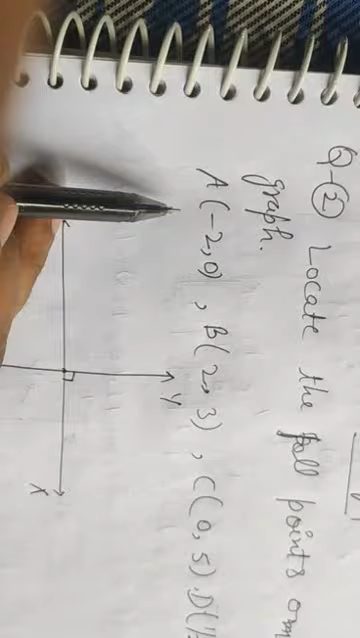 Q-② Locate the foll points on
graph.
A(-2,0), B(2,3), C(0,5), D(
Y
X